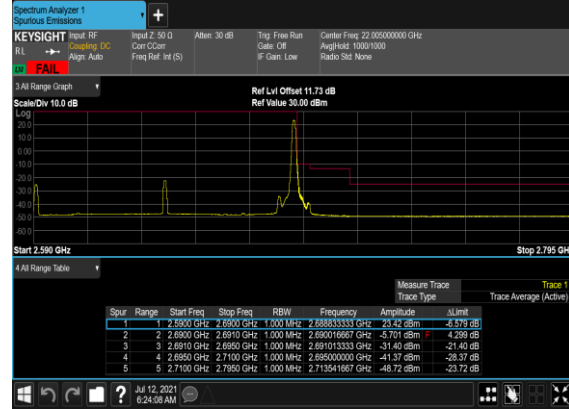 Spectrum Analyzer 1
Spurious Emissions
+
KEYSIGHT Input: RF Input Z: 50 Ω Atten: 30 dB Trig: Free Run Center Freq: 22.005000000 GHz
RL Coupling: DC Corr CCorr Gate: Off Avg|Hold: 1000/1000
Align: Auto Freq Ref: Int (S) IF Gain: Low Radio Std: None
LXI FAIL
3 All Range Graph
Ref Lvl Offset 11.73 dB
Scale/Div 10.0 dB Ref Value 30.00 dBm
Log
20.0
10.0
0.00
-10.0
-20.0
-30.0
-40.0
-50.0
-60.0
Start 2.590 GHz Stop 2.795 GH
4 All Range Table
Measure Trace Trace 1
Trace Type Trace Average (Active)
Spur Range Start Freq Stop Freq RBW Frequency Amplitude ΔLimit
1 1 2.5900 GHz 2.6900 GHz 1.000 MHz 2.688833333 GHz 23.42 dBm -6.579 dB
2 2 2.6900 GHz 2.6910 GHz 1.000 MHz 2.690016667 GHz -5.701 dBm F 4.299 dB
3 3 2.6910 GHz 2.6950 GHz 1.000 MHz 2.691013333 GHz -31.40 dBm -21.40 dB
4 4 2.6950 GHz 2.7100 GHz 1.000 MHz 2.695000000 GHz -41.37 dBm -28.37 dB
5 5 2.7100 GHz 2.7950 GHz 1.000 MHz 2.713541667 GHz -48.72 dBm -23.72 dB
?
Jul 12, 2021
6:24:08 AM